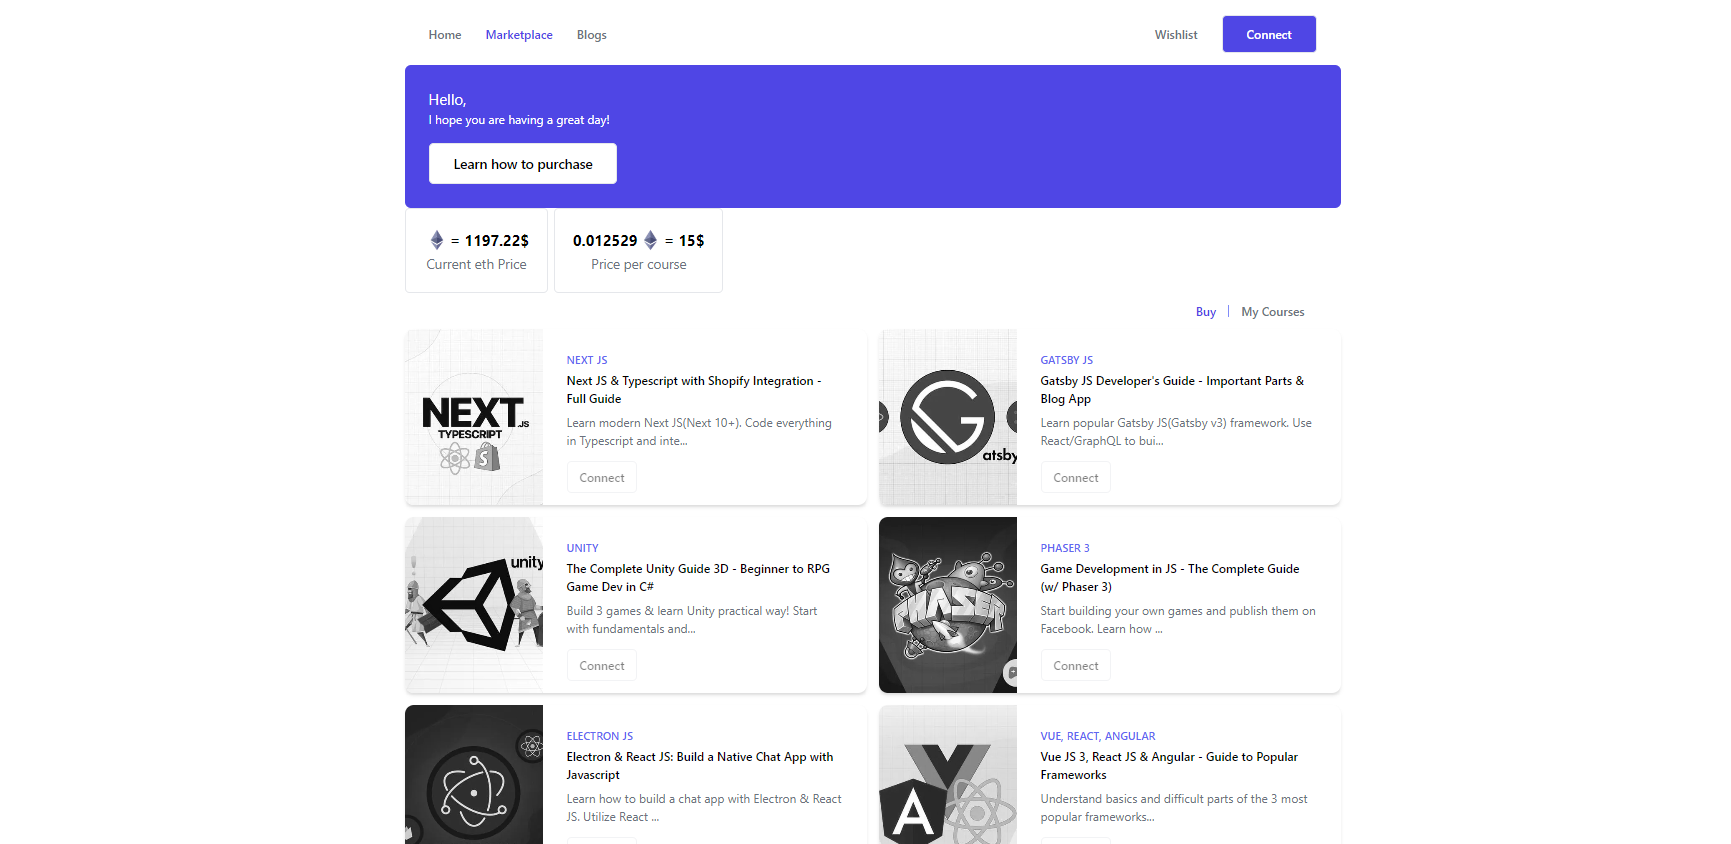 Home Marketplace Blogs Wishlist Connect
Hello,
I hope you are having a great day!
Learn how to purchase
= 1197.22$
Current eth Price
0.012529 = 15$
Price per course
Buy | My Courses
NEXT.JS
TYPESCRIPT
NEXT JS
Next JS & Typescript with Shopify Integration -
Full Guide
Learn modern Next JS(Next 10+). Code everything
in Typescript and inte...
Connect
atsby
GATSBY JS
Gatsby JS Developer's Guide - Important Parts &
Blog App
Learn popular Gatsby JS(Gatsby v3) framework. Use
React/GraphQL to bui...
Connect
unity
UNITY
The Complete Unity Guide 3D - Beginner to RPG
Game Dev in C#
Build 3 games & learn Unity practical way! Start
with fundamentals and...
Connect
PHASER
PHASER 3
Game Development in JS - The Complete Guide
(w/ Phaser 3)
Start building your own games and publish them on
Facebook. Learn how ...
Connect
ELECTRON JS
Electron & React JS: Build a Native Chat App with
Javascript
Learn how to build a chat app with Electron & React
JS. Utilize React ...
VUE, REACT, ANGULAR
Vue JS 3, React JS & Angular - Guide to Popular
Frameworks
Understand basics and difficult parts of the 3 most
popular frameworks...